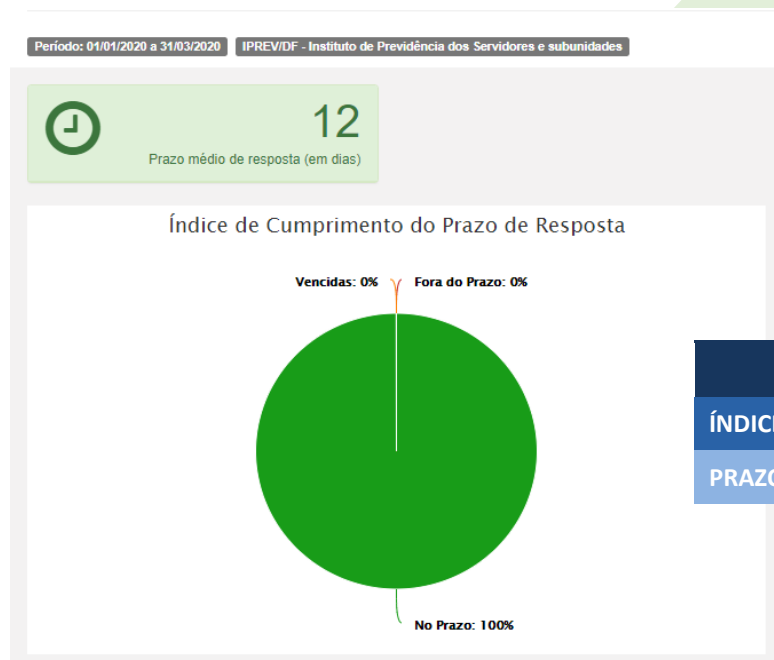 Período: 01/01/2020 a 31/03/2020 IPREV/DF - Instituto de Previdência dos Servidores e subunidades
12
Prazo médio de resposta (em dias)
Índice de Cumprimento do Prazo de Resposta
Vencidas: 0% Fora do Prazo: 0%
No Prazo: 100%
PRAZO